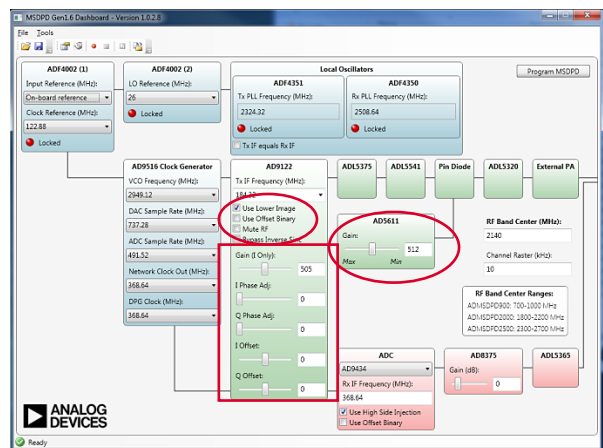 MSDPD Gen1.6 Dashboard - Version 1.0.2.8
File Tools
Program MSDPD
ADF4002 (1)
Input Reference (MHz):
On-board reference
Clock Reference (MHz):
122.88
Locked
ADF4002 (2)
LO Reference (MHz):
26
Locked
Local Oscillators
ADF4351
Tx PLL Frequency (MHz):
2324.32
Locked
Tx IF equals Rx IF
ADF4350
Rx PLL Frequency (MHz):
2508.64
Locked
AD9516 Clock Generator
VCO Frequency (MHz):
2949.12
DAC Sample Rate (MHz):
737.28
ADC Sample Rate (MHz):
491.52
Network Clock Out (MHz):
368.64
DPG Clock (MHz):
368.64
AD9122
Tx IF Frequency (MHz):
184.32
Use Lower Image
Use Offset Binary
Mute RF
Bypass Inverse Sinc
Gain (I Only):
505
I Phase Adj:
0
Q Phase Adj:
0
I Offset:
0
Q Offset:
0
ADL5375
ADL5541
Pin Diode
ADL5320
External PA
AD5611
Gain:
512
Max Min
RF Band Center (MHz):
2140
Channel Raster (kHz):
10
RF Band Center Ranges:
ADMSDPD900: 700-1000 MHz
ADMSDPD2000: 1800-2200 MHz
ADMSDPD2500: 2300-2700 MHz
ADC
AD9434
Rx IF Frequency (MHz):
368.64
Use High Side Injection
Use Offset Binary
AD8375
Gain (dB):
0
ADL5365
ANALOG
DEVICES
Ready